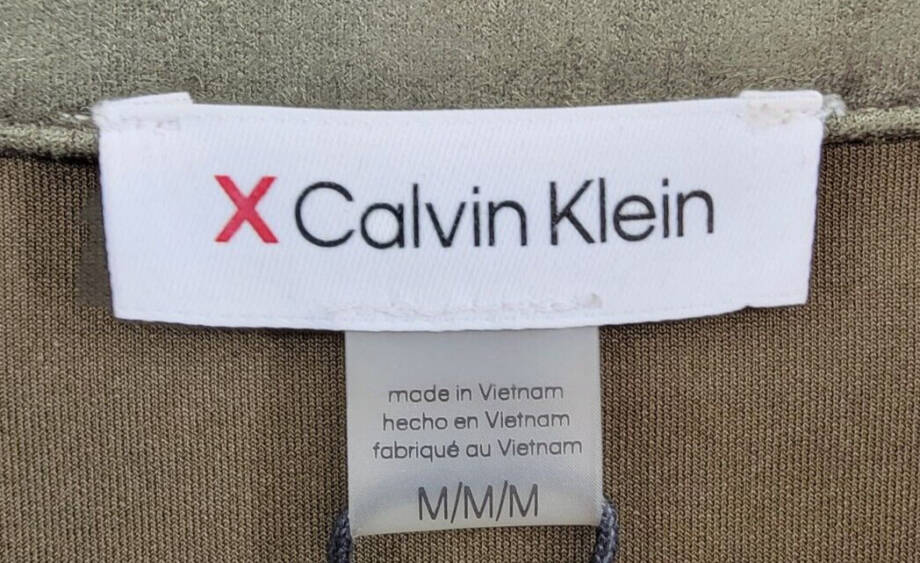 X Calvin Klein
made in Vietnam
hecho en Vietnam
fabriqué au Vietnam
M/M/M